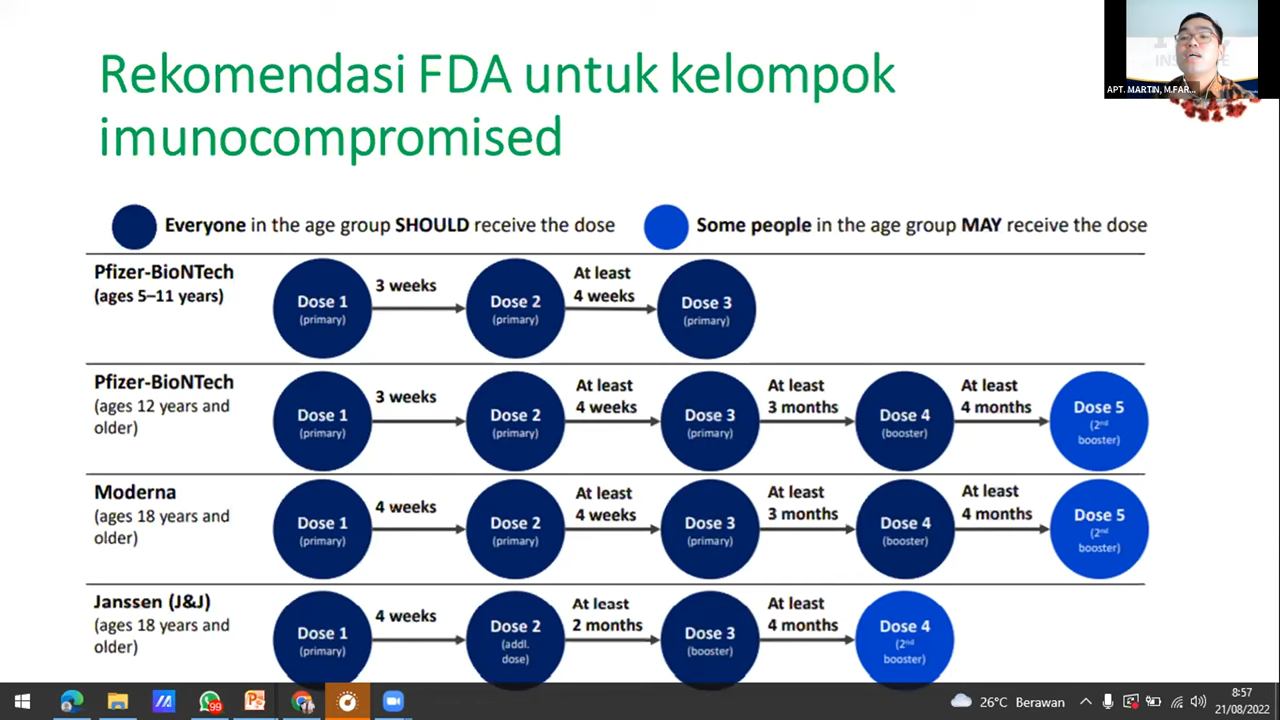 Rekomendasi FDA untuk kelompok
imunocompromised
APT. MARTIN, M.FAR...
Everyone in the age group SHOULD receive the dose
Some people in the age group MAY receive the dose
Pfizer-BioNTech
(ages 5–11 years)
Dose 1
(primary)
3 weeks
Dose 2
(primary)
At least
4 weeks
Dose 3
(primary)
Pfizer-BioNTech
(ages 12 years and
older)
Dose 1
(primary)
3 weeks
Dose 2
(primary)
At least
4 weeks
Dose 3
(primary)
At least
3 months
Dose 4
(booster)
At least
4 months
Dose 5
(2nd
booster)
Moderna
(ages 18 years and
older)
Dose 1
(primary)
4 weeks
Dose 2
(primary)
At least
4 weeks
Dose 3
(primary)
At least
3 months
Dose 4
(booster)
At least
4 months
Dose 5
(2nd
booster)
Janssen (J&J)
(ages 18 years and
older)
Dose 1
(primary)
4 weeks
Dose 2
(addl.
dose)
At least
2 months
Dose 3
(booster)
At least
4 months
Dose 4
(2nd
booster)
99
26°C Berawan
8:57
21/08/2022